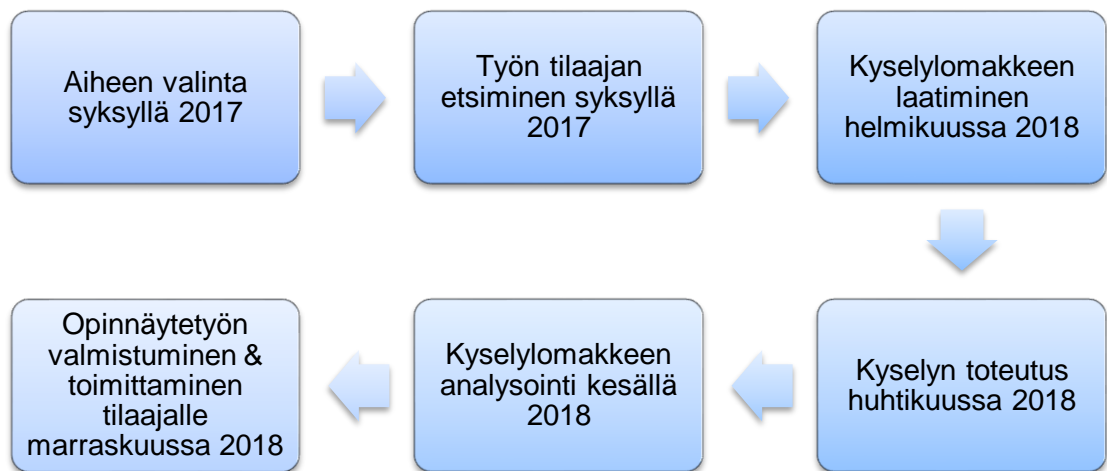 Aiheen valinta
syksyllä 2017
Työn tilaajan
etsiminen syksyllä
2017
Kyselylomakkeen
laatiminen
helmikuussa 2018
Kyselyn toteutus
huhtikuussa 2018
Kyselylomakkeen
analysointi kesällä
2018
Opinnäytetyön
valmistuminen &
toimittaminen
tilaajalle
marraskuussa 2018